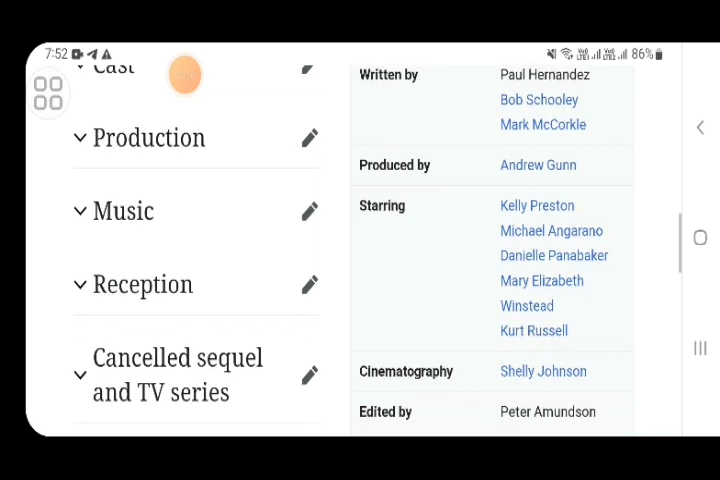 7:52
86%
Cast
Production
Music
Reception
Cancelled sequel
and TV series
Written by
Paul Hernandez
Bob Schooley
Mark McCorkle
Produced by
Andrew Gunn
Starring
Kelly Preston
Michael Angarano
Danielle Panabaker
Mary Elizabeth
Winstead
Kurt Russell
Cinematography
Shelly Johnson
Edited by
Peter Amundson